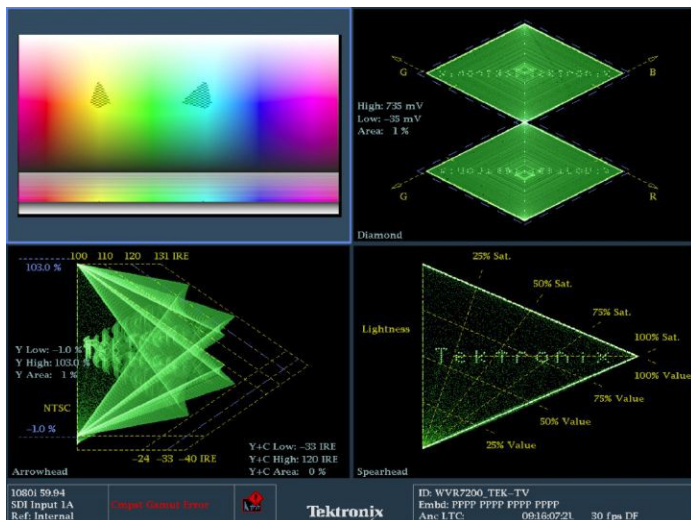 G
B
High: 735 mV
Low: –35 mV
Area: 1 %
G
R
Diamond
100 110 120 131 IRE
103.0 %
Y Low: –1.0 %
Y High: 103.0 %
Y Area: 1 %
NTSC
–1.0 %
–24 –33 –40 IRE
Y+C Low: –33 IRE
Y+C High: 120 IRE
Y+C Area: 0 %
Arrowhead
25% Sat.
50% Sat.
75% Sat.
100% Sat.
Lightness
Tektronix
100% Value
75% Value
50% Value
25% Value
Spearhead
1080i 59.94
SDI Input 1A
Ref: Internal
Cmpst Gamut Error
Tektronix
ID: WVR7200_TEK–TV
Embd: PPPP PPPP PPPP PPPP
Anc LTC: 09:16:07:21 30 fps DF